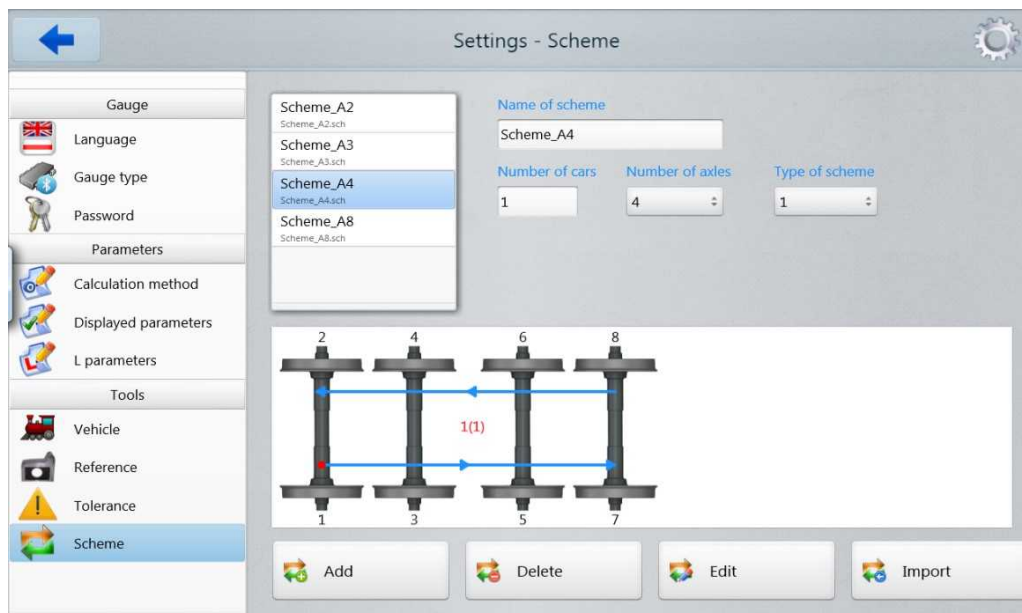 Settings - Scheme
Gauge
Language
Gauge type
Password
Parameters
Calculation method
Displayed parameters
L parameters
Tools
Vehicle
Reference
Tolerance
Scheme
Scheme_A2
Scheme_A2.sch
Scheme_A3
Scheme_A3.sch
Scheme_A4
Scheme_A4.sch
Scheme_A8
Scheme_A8.sch
Name of scheme
Scheme_A4
Number of cars Number of axles Type of scheme
1 4 1
2 4 6 8
1(1)
1 3 5 7
Add Delete Edit Import